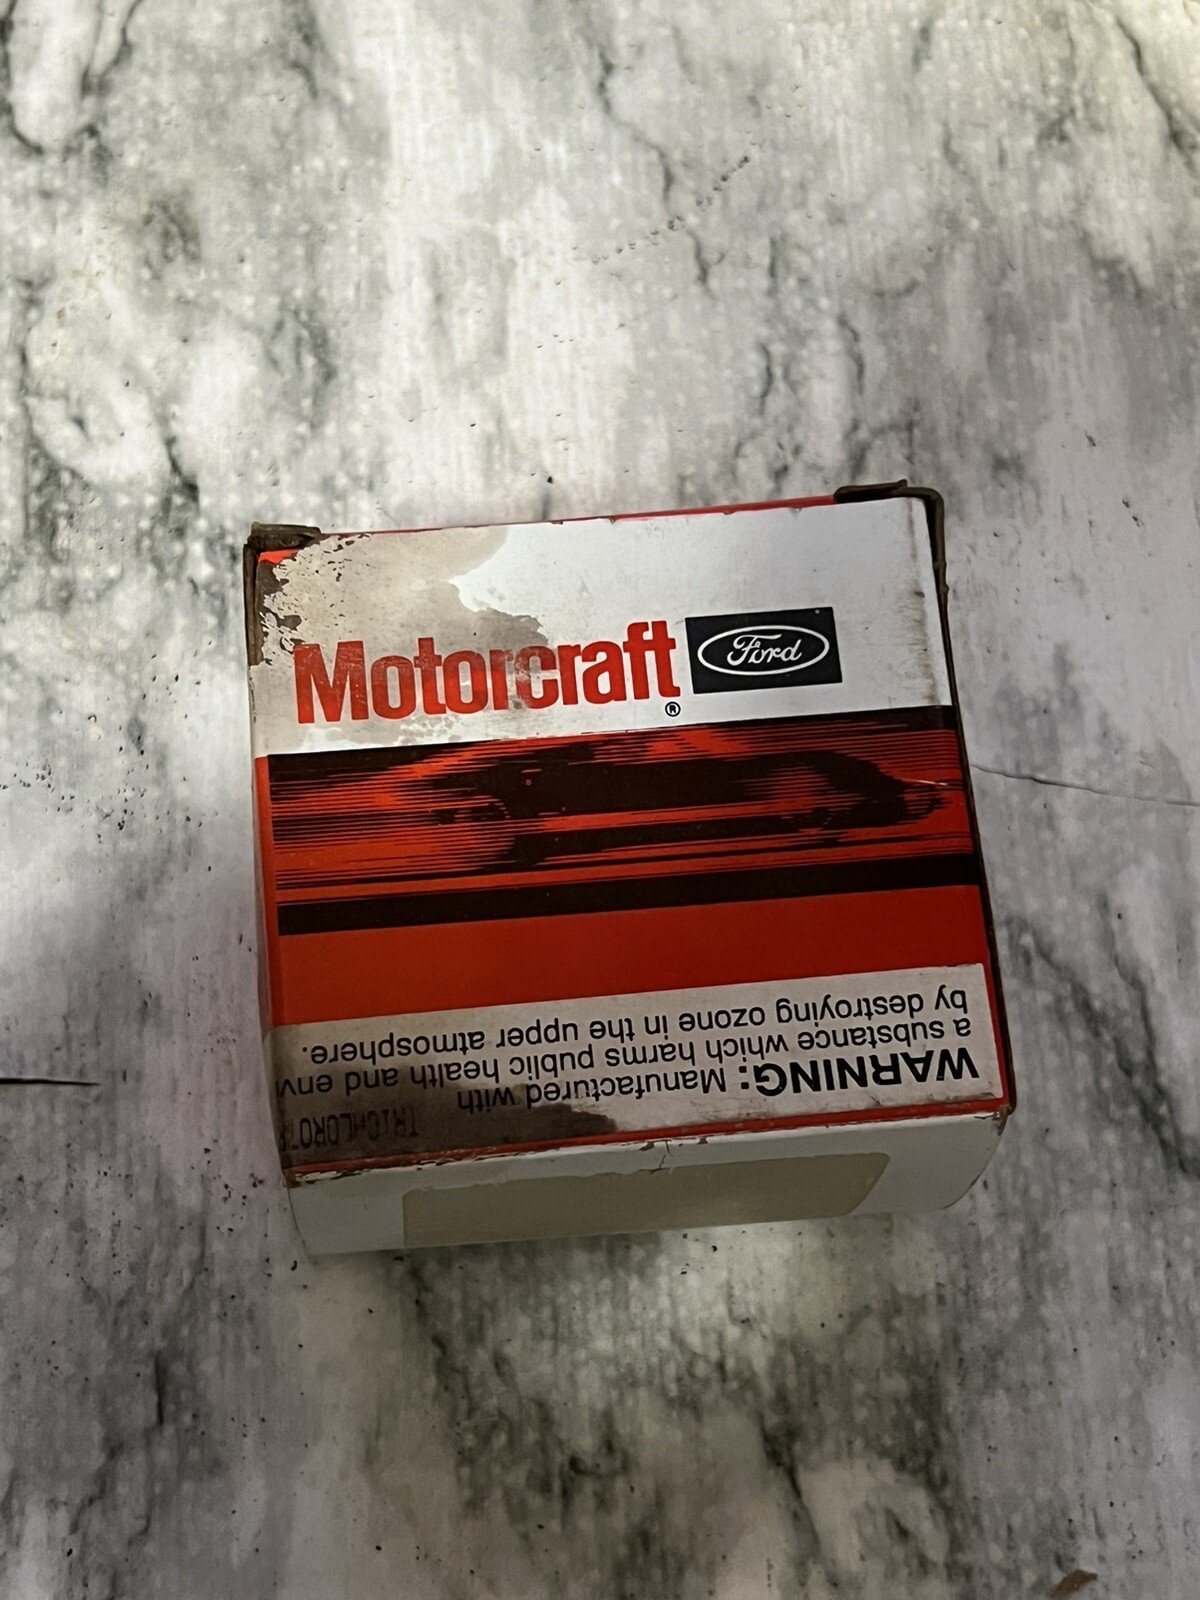 Motorcraft®
Ford
WARNING: Manufactured with
a substance which harms public health and env
by destroying ozone in the upper atmosphere.